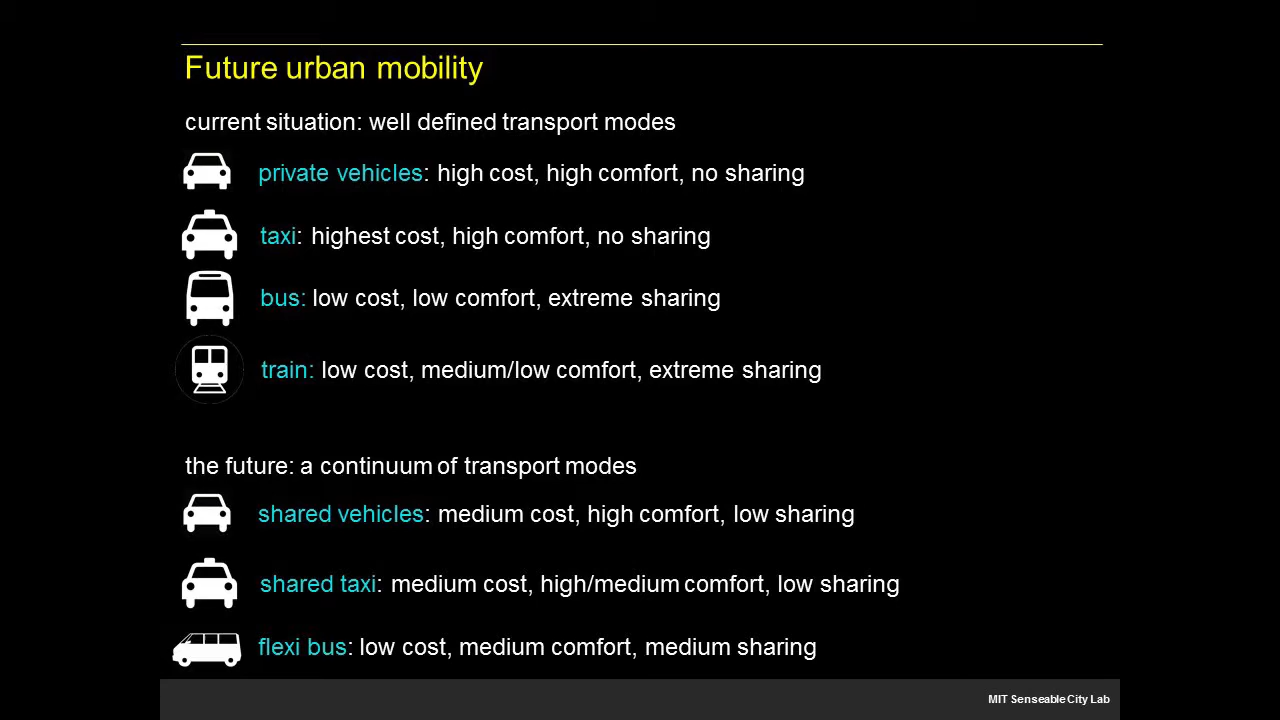 Future urban mobility
current situation: well defined transport modes
private vehicles: high cost, high comfort, no sharing
taxi: highest cost, high comfort, no sharing
bus: low cost, low comfort, extreme sharing
train: low cost, medium/low comfort, extreme sharing
the future: a continuum of transport modes
shared vehicles: medium cost, high comfort, low sharing
shared taxi: medium cost, high/medium comfort, low sharing
flexi bus: low cost, medium comfort, medium sharing
MIT Senseable City Lab